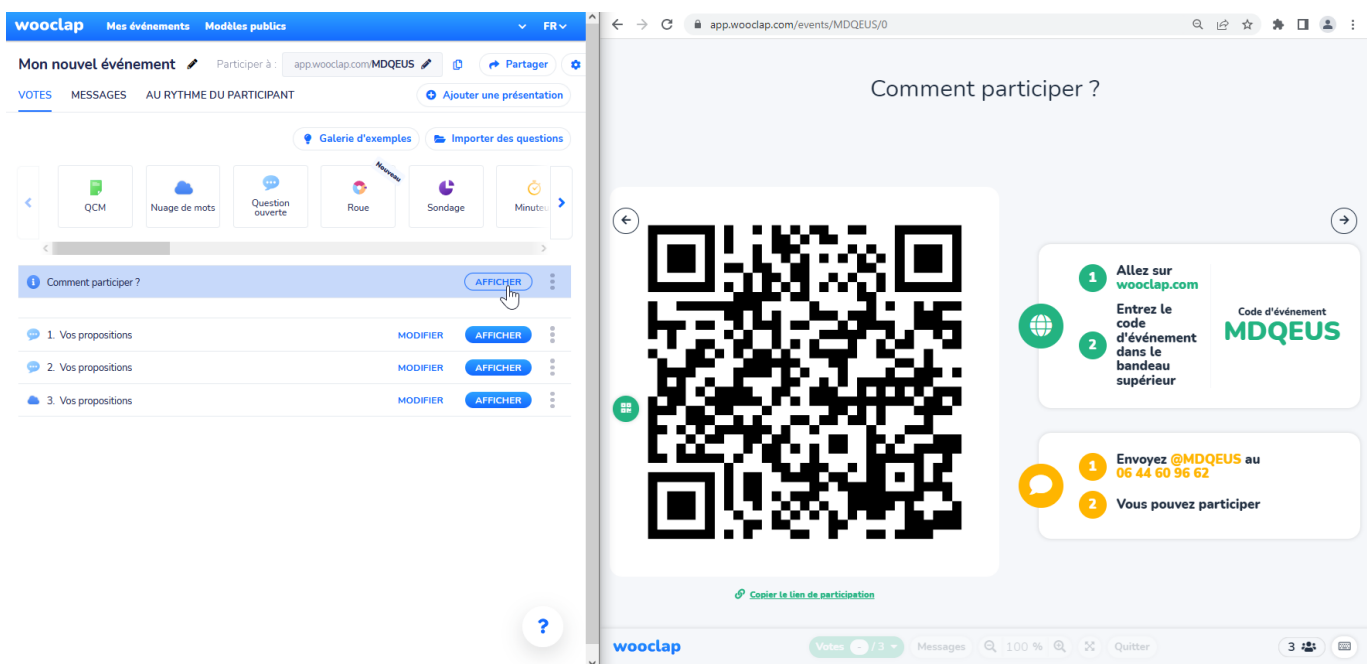 wooclap Mes événements Modèles publics FR
Mon nouvel événement Participer à : app.wooclap.com/MDQEUS Partager
VOTES MESSAGES AU RYTHME DU PARTICIPANT Ajouter une présentation
Galerie d'exemples Importer des questions
Nouveau
QCM
Nuage de mots
Question
ouverte
Roue
Sondage
Comment participer ? AFFICHER
1. Vos propositions MODIFIER AFFICHER
2. Vos propositions MODIFIER AFFICHER
3. Vos propositions MODIFIER AFFICHER
?
app.wooclap.com/events/MDQEUS/0
Comment participer ?
1 Allez sur
wooclap.com
2 Entrez le
code
d'événement
dans le
bandeau
supérieur
Code d'événement
MDQEUS
1 Envoyez @MDQEUS au
06 44 60 96 62
2 Vous pouvez participer
Copier le lien de participation
wooclap Votes - / 3 Messages 100 % Quitter 3